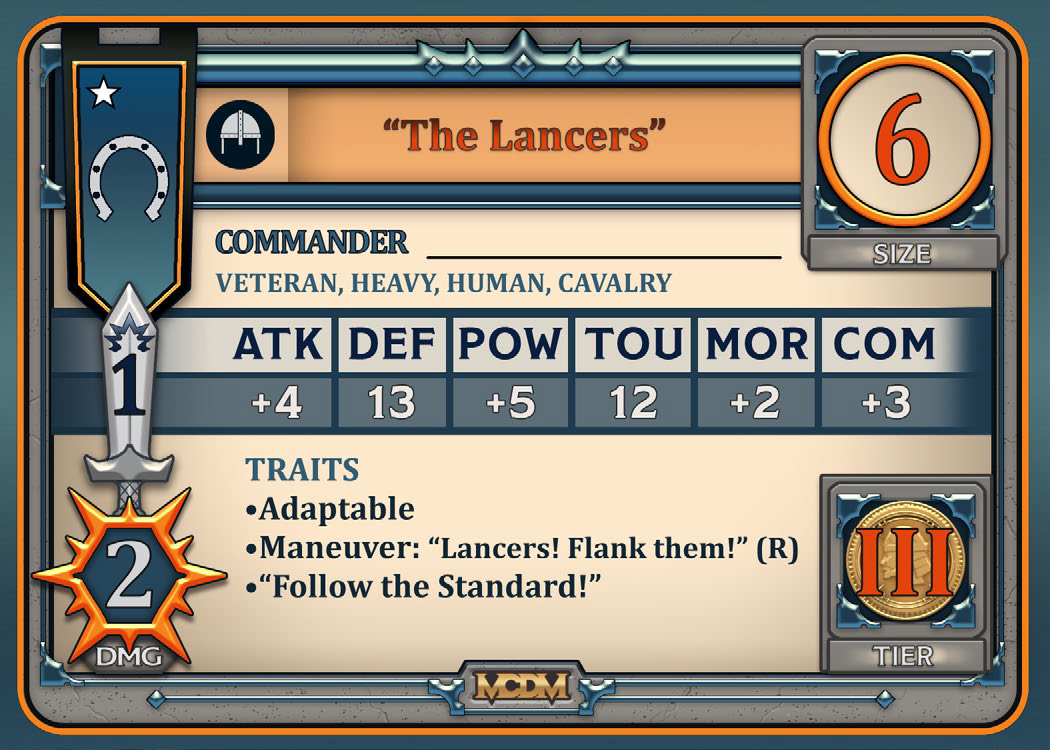 “The Lancers”
6
SIZE
COMMANDER
VETERAN, HEAVY, HUMAN, CAVALRY
ATK DEF POW TOU MOR COM
1
+4 13 +5 12 +2 +3
TRAITS
•Adaptable
•Maneuver: “Lancers! Flank them!” (R)
•“Follow the Standard!”
2
DMG
III
TIER
MCDM